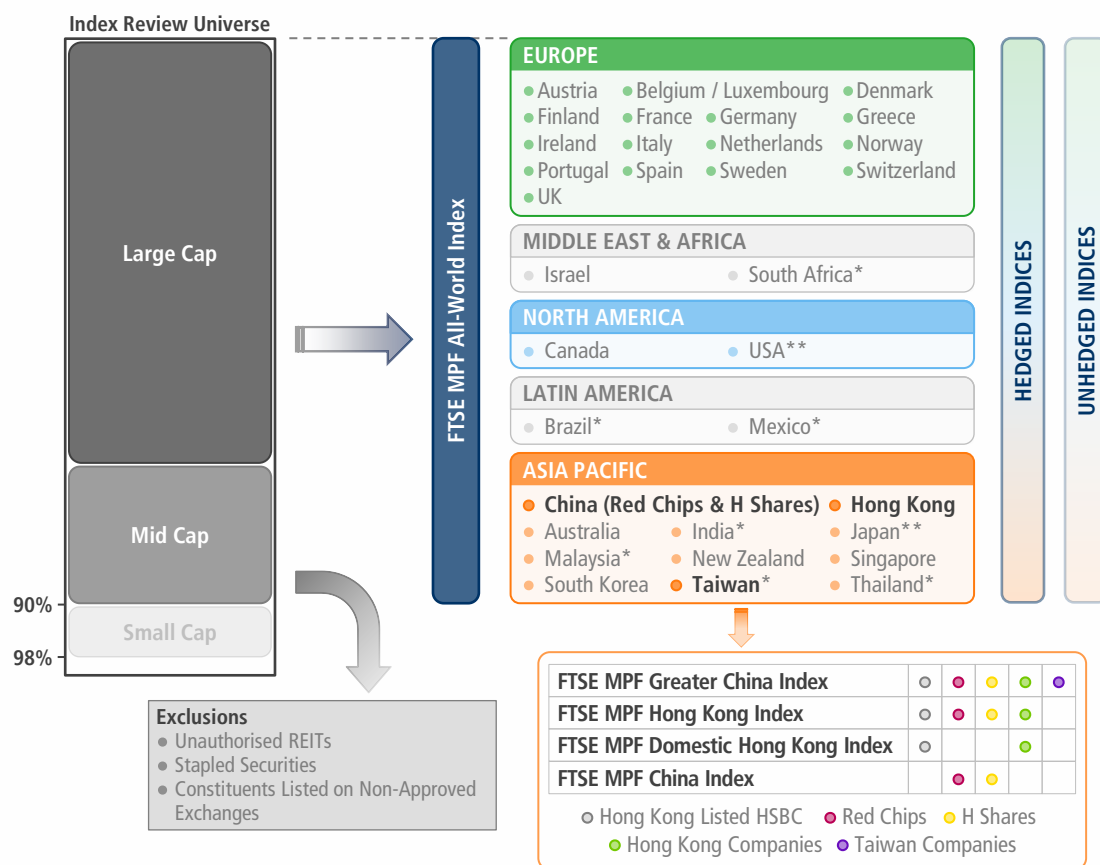 Index Review Universe
Large Cap
Mid Cap
90%
Small Cap
98%
Exclusions
● Unauthorised REITs
● Stapled Securities
● Constituents Listed on Non-Approved
Exchanges
FTSE MPF All-World Index
EUROPE
● Austria ● Belgium / Luxembourg ● Denmark
● Finland ● France ● Germany ● Greece
● Ireland ● Italy ● Netherlands ● Norway
● Portugal ● Spain ● Sweden ● Switzerland
● UK
MIDDLE EAST & AFRICA
● Israel ● South Africa*
NORTH AMERICA
● Canada ● USA**
LATIN AMERICA
● Brazil* ● Mexico*
ASIA PACIFIC
● China (Red Chips & H Shares) ● Hong Kong
● Australia ● India* ● Japan**
● Malaysia* ● New Zealand ● Singapore
● South Korea ● Taiwan* ● Thailand*
HEDGED INDICES
UNHEDGED INDICES
FTSE MPF Greater China Index
FTSE MPF Hong Kong Index
FTSE MPF Domestic Hong Kong Index
FTSE MPF China Index
Hong Kong Listed HSBC Red Chips H Shares
Hong Kong Companies Taiwan Companies